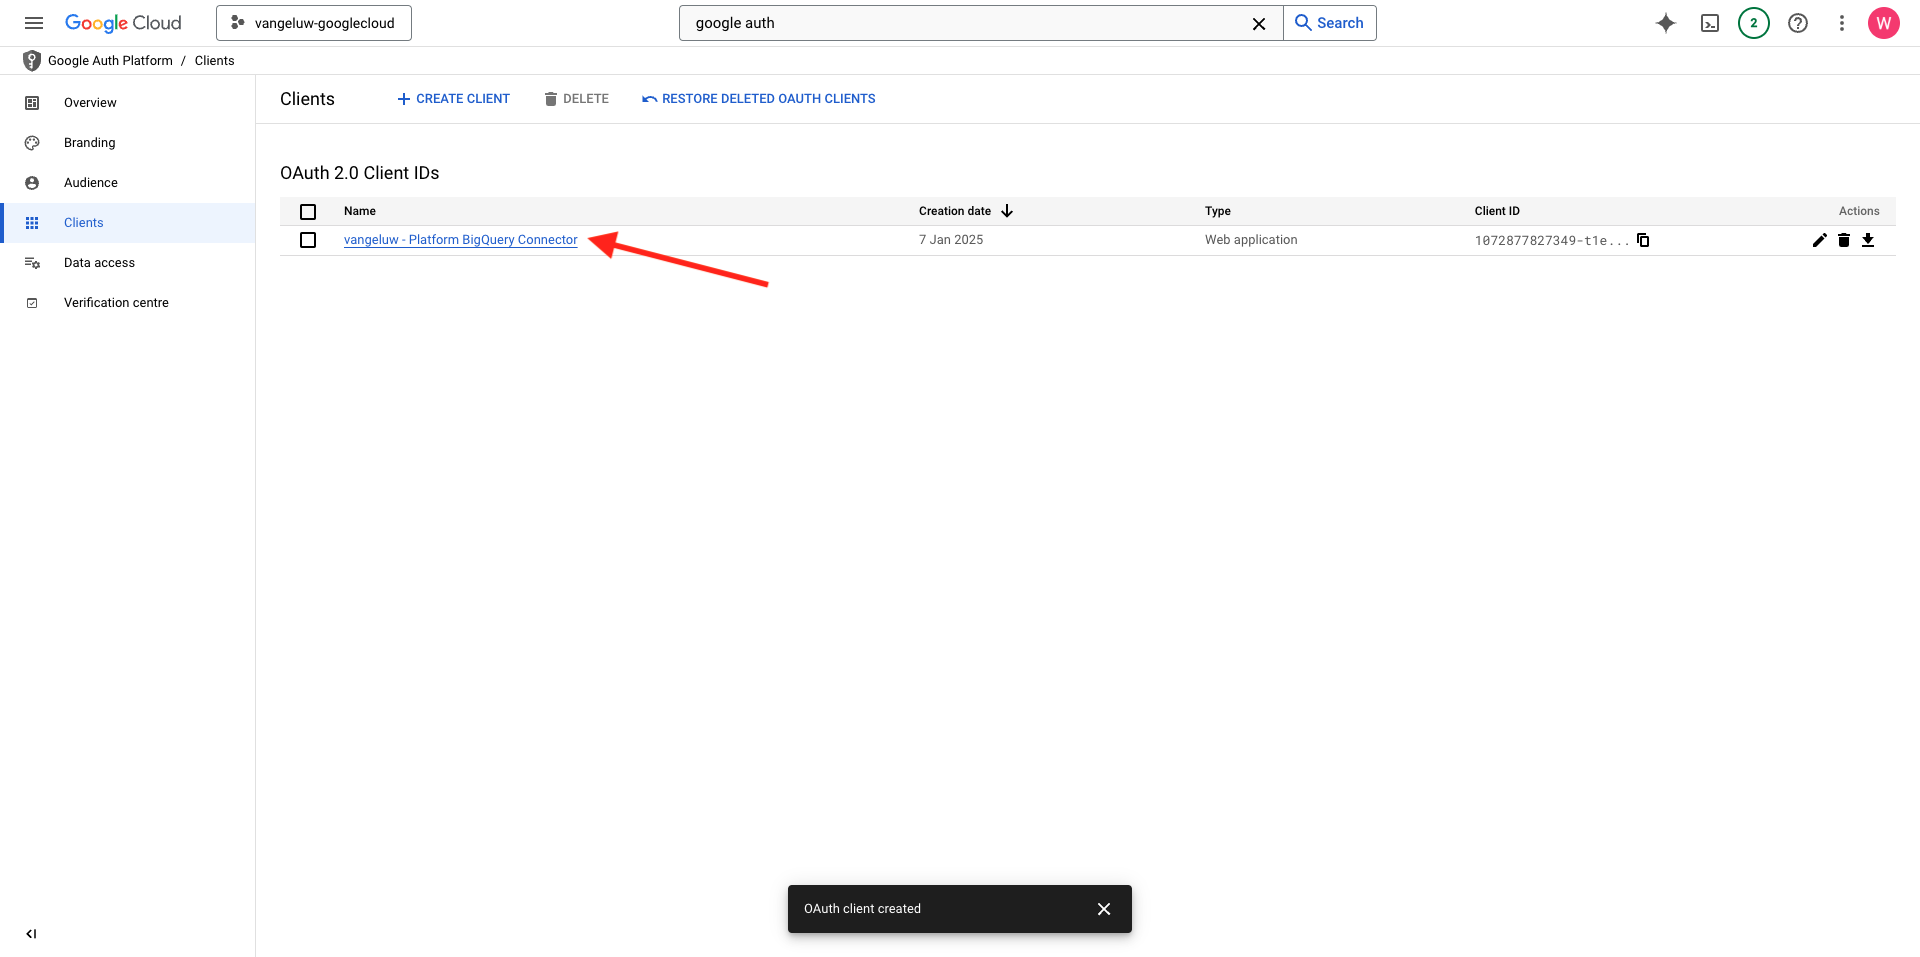 Google Cloud
vangeluw-googlecloud
google auth
Search
2
W
Google Auth Platform / Clients
Overview
Branding
Audience
Clients
Data access
Verification centre
Clients
CREATE CLIENT
DELETE
RESTORE DELETED OAUTH CLIENTS
OAuth 2.0 Client IDs
Name Creation date Type Client ID Actions
vangeluw - Platform BigQuery Connector 7 Jan 2025 Web application 1072877827349-t1e...
OAuth client created